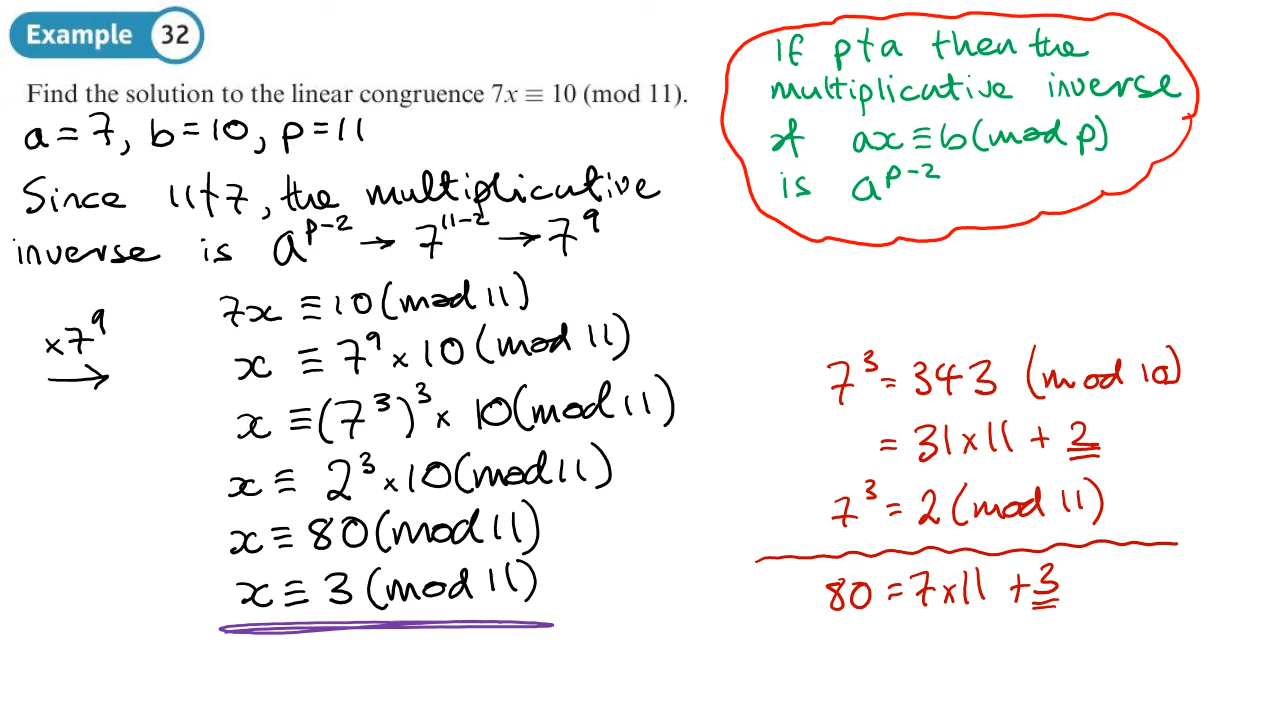 Example 32
Find the solution to the linear congruence 7x ≡ 10 (mod 11).
a = 7, b = 10, p = 11
Since 11∤7, the multiplicative
inverse is a^(p-2) → 7^(11-2) → 7^9
7x ≡ 10 (mod 11)
×7^9 →
x ≡ 7^9 × 10 (mod 11)
x ≡ (7^3)^3 × 10 (mod 11)
x ≡ 2^3 × 10 (mod 11)
x ≡ 80 (mod 11)
x ≡ 3 (mod 11)
If p∤a then the
multiplicative inverse
of ax ≡ b (mod p)
is a^(p-2)
7^3 = 343 (mod 10)
= 31 × 11 + 2
7^3 = 2 (mod 11)
80 = 7 × 11 + 3